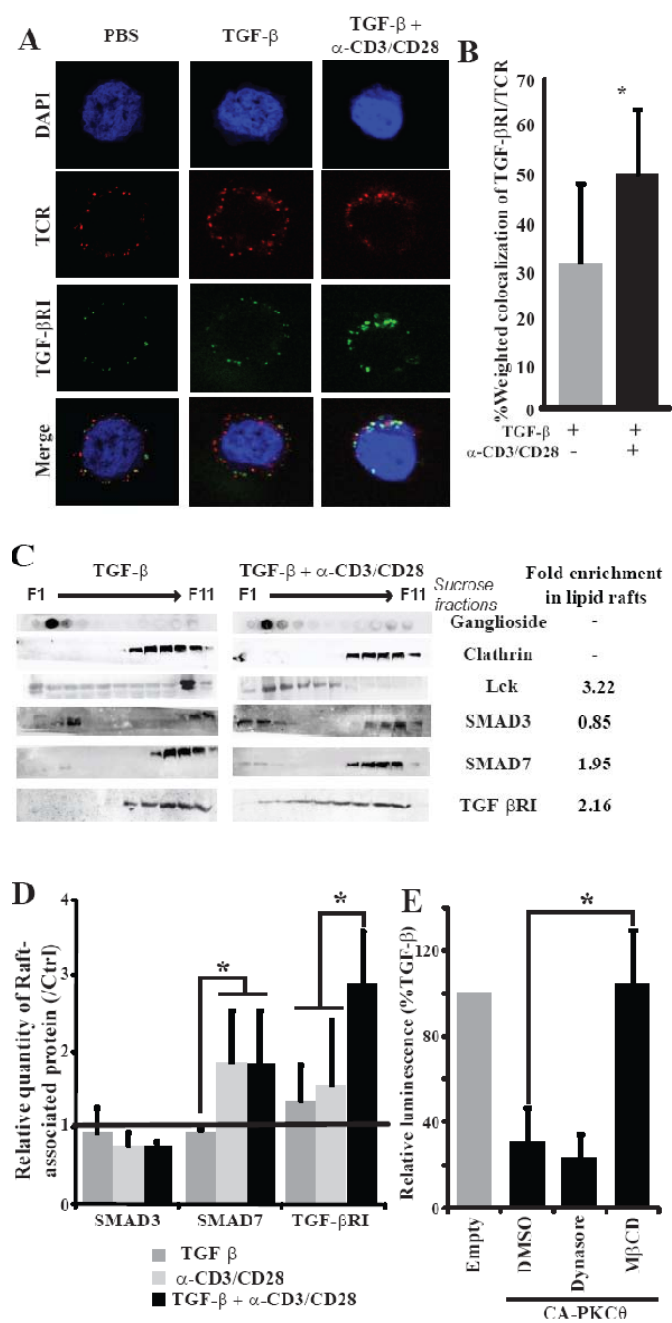 A
PBS
TGF-β
TGF-β +
α-CD3/CD28
DAPI
TCR
TGF-βRI
Merge
B
%Weighted colocalization of TGF-βRI/TCR
70
60
50
40
30
20
10
0
TGF-β + +
α-CD3/CD28 - +
*
C
TGF-β
TGF-β + α-CD3/CD28
F1 F11 F1 F11
Sucrose
fractions
Fold enrichment
in lipid rafts
Ganglioside -
Clathrin -
Lck 3.22
SMAD3 0.85
SMAD7 1.95
TGF βRI 2.16
D
Relative quantity of Raft-
associated protein (/Ctrl)
4
3
2
1
0
*
*
SMAD3 SMAD7 TGF-βRI
TGF β
α-CD3/CD28
TGF-β + α-CD3/CD28
E
Relative luminescence (%TGF-β)
120
80
40
0
*
Empty
DMSO
Dynasore
MβCD
CA-PKCθ